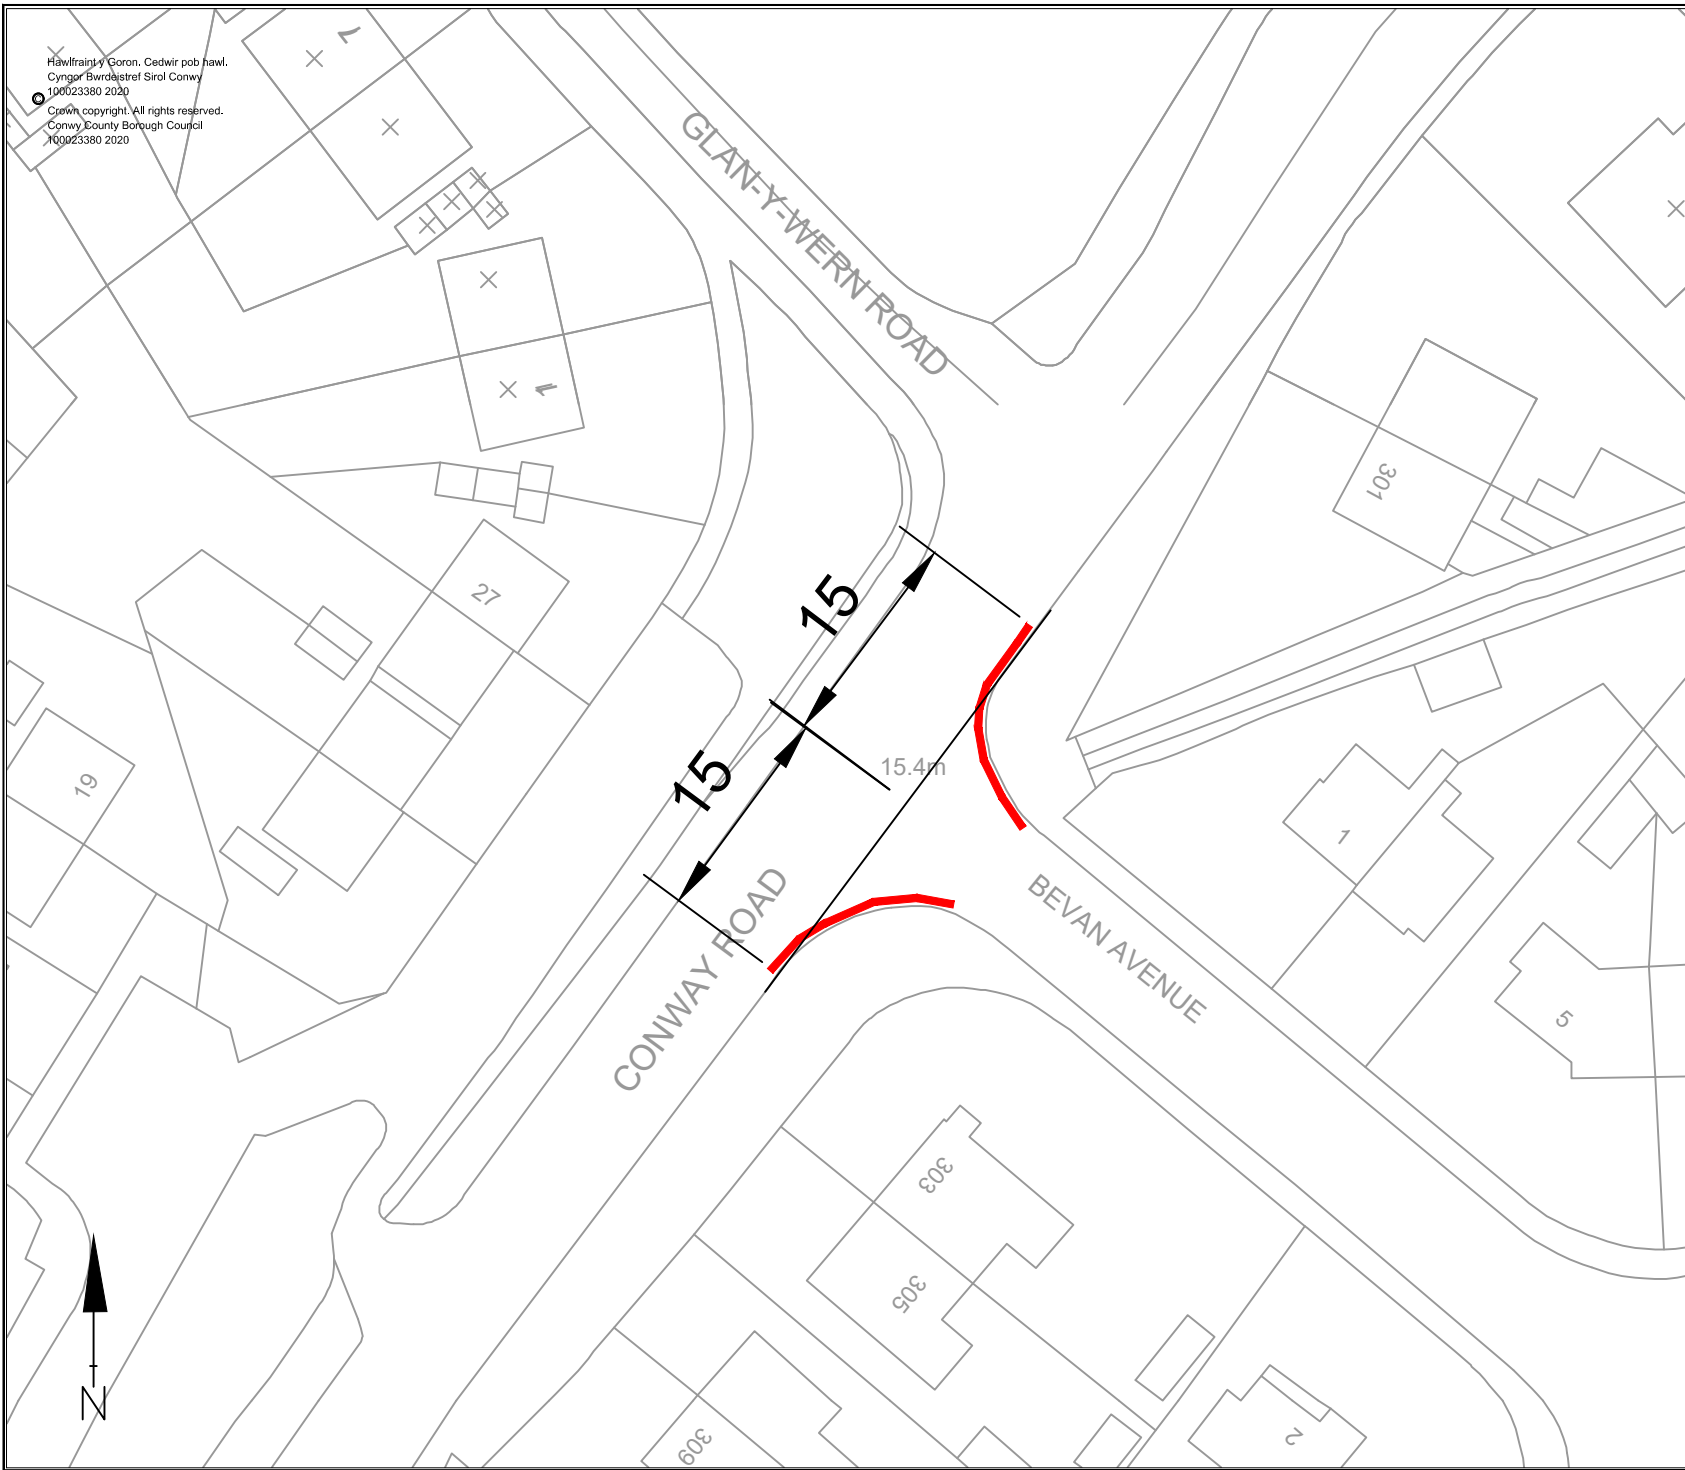 Hawlfraint y Goron. Cedwir pob hawl.
Cyngor Bwrdeistref Sirol Conwy
100023380 2020
©
Crown copyright. All rights reserved.
Conwy County Borough Council
100023380 2020
7
GLAN-Y-WERN ROAD
1
301
27
15
15
15.4m
19
1
BEVAN AVENUE
CONWAY ROAD
5
303
305
309
2
N